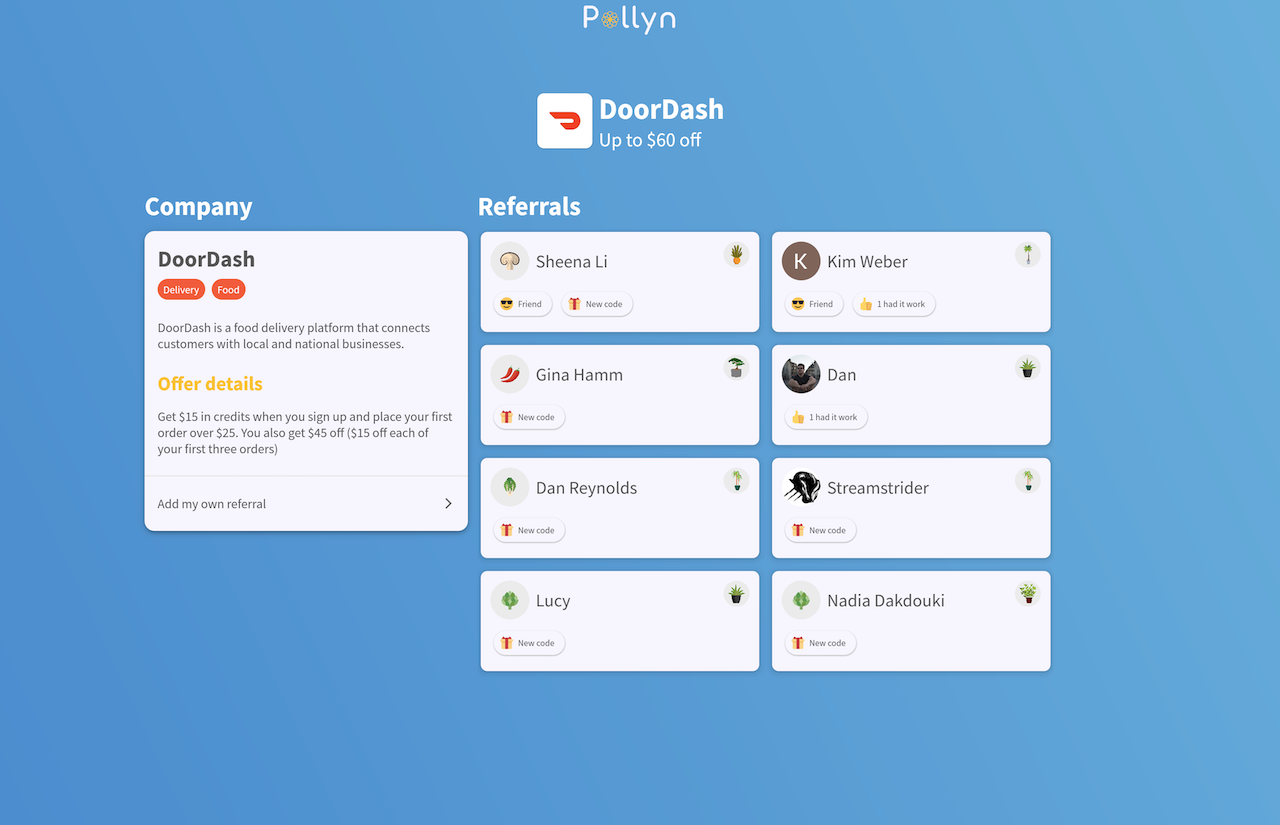 Pollyn
DoorDash
Up to $60 off
Company
DoorDash
Delivery
Food
DoorDash is a food delivery platform that connects
customers with local and national businesses.
Offer details
Get $15 in credits when you sign up and place your first
order over $25. You also get $45 off ($15 off each of
your first three orders)
Add my own referral
Referrals
Sheena Li
Friend
New code
K
Kim Weber
Friend
1 had it work
Gina Hamm
New code
Dan
1 had it work
Dan Reynolds
New code
Streamstrider
New code
Lucy
New code
Nadia Dakdouki
New code